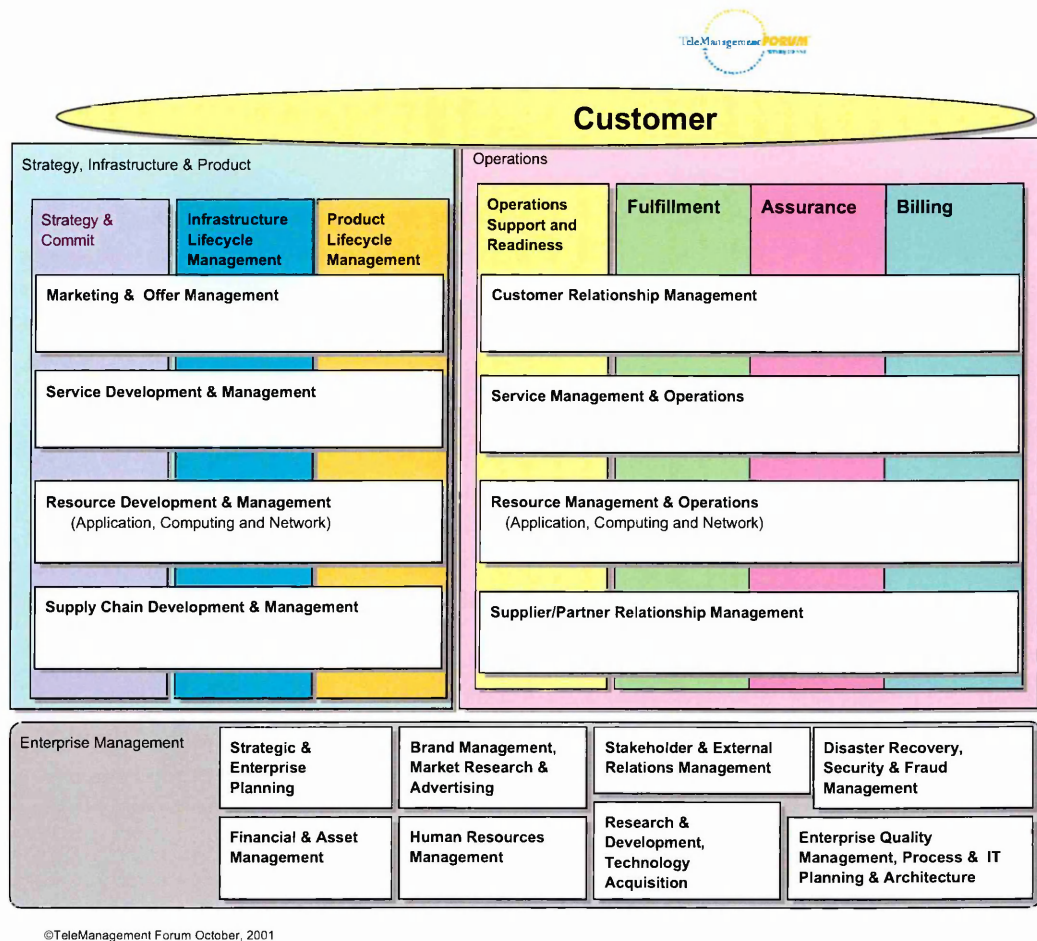 TeleManagement FORUM
Customer
Strategy, Infrastructure & Product
Strategy &
Commit
Infrastructure
Lifecycle
Management
Product
Lifecycle
Management
Marketing & Offer Management
Service Development & Management
Resource Development & Management
(Application, Computing and Network)
Supply Chain Development & Management
Operations
Operations
Support and
Readiness
Fulfillment
Assurance
Billing
Customer Relationship Management
Service Management & Operations
Resource Management & Operations
(Application, Computing and Network)
Supplier/Partner Relationship Management
Enterprise Management
Strategic &
Enterprise
Planning
Brand Management,
Market Research &
Advertising
Stakeholder & External
Relations Management
Disaster Recovery,
Security & Fraud
Management
Financial & Asset
Management
Human Resources
Management
Research &
Development,
Technology
Acquisition
Enterprise Quality
Management, Process & IT
Planning & Architecture
©TeleManagement Forum October, 2001